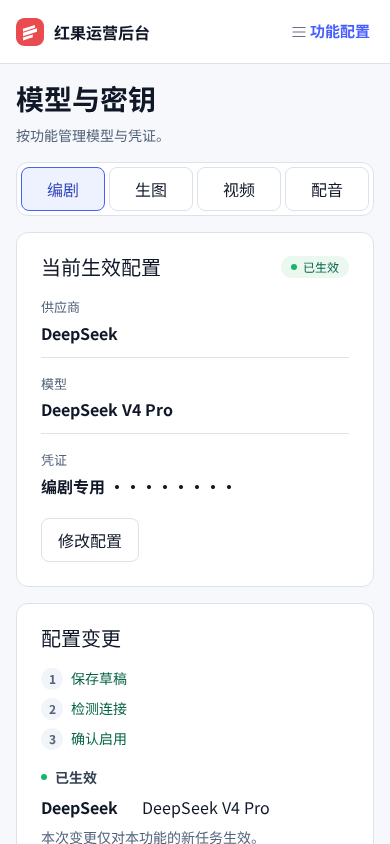 红果运营后台
功能配置
模型与密钥
按功能管理模型与凭证。
编剧 生图 视频 配音
当前生效配置
已生效
供应商
DeepSeek
模型
DeepSeek V4 Pro
凭证
编剧专用 • • • • • • • •
修改配置
配置变更
1 保存草稿
2 检测连接
3 确认启用
已生效
DeepSeek DeepSeek V4 Pro
本次变更仅对本功能的新任务生效。